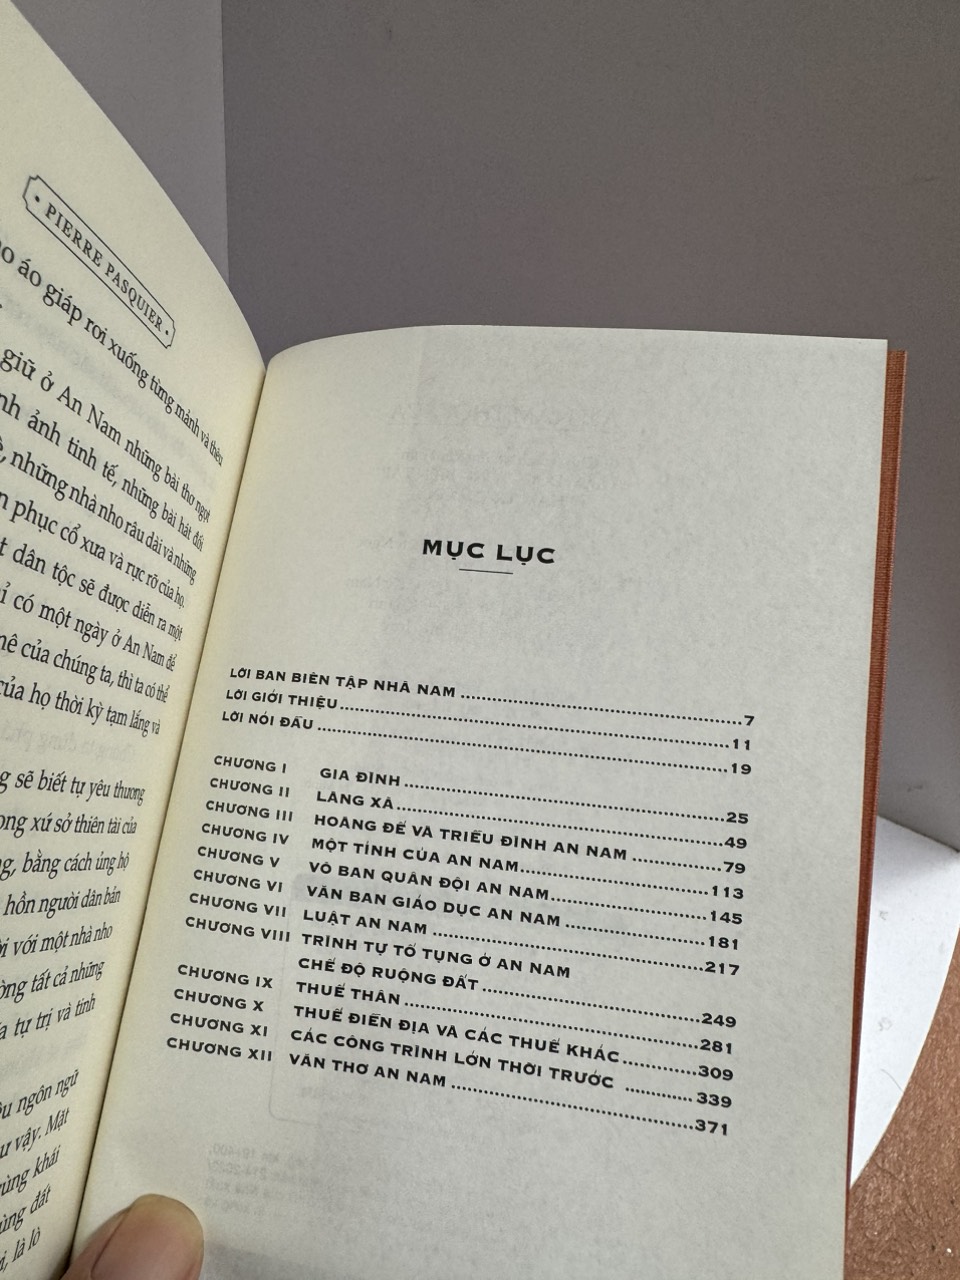 • PIERRE PASQUIER •
áo giáp rơi xuống từng mảnh và thêu
giữ ở An Nam những bài thơ ngọt
ảnh tinh tế, những bài hát đối
những nhà nho râu dài và những
phục cổ xưa và rực rỡ của họ.
dân tộc sẽ được diễn ra một
có một ngày ở An Nam để
của chúng ta, thì ta có thể
của họ thời kỳ tạm lắng và
sẽ biết tự yêu thương
xứ sở thiên tài của
bằng cách ủng hộ
hồn người dân bản
với một nhà nho
tất cả những
tự trị và tinh
ngôn ngữ
vậy. Mặt
khái
đất
là lò
MỤC LỤC
LỜI BAN BIÊN TẬP NHÃ NAM ........................................7
LỜI GIỚI THIỆU........................................................11
LỜI NÓI ĐẦU ...........................................................19
CHƯƠNG I GIA ĐÌNH ..............................................25
CHƯƠNG II LÀNG XÃ..............................................49
CHƯƠNG III HOÀNG ĐẾ VÀ TRIỀU ĐÌNH AN NAM ............79
CHƯƠNG IV MỘT TỈNH CỦA AN NAM...........................113
CHƯƠNG V VÕ BAN QUÂN ĐỘI AN NAM......................145
CHƯƠNG VI VĂN BAN GIÁO DỤC AN NAM ...................181
CHƯƠNG VII LUẬT AN NAM .......................................217
CHƯƠNG VIII TRÌNH TỰ TỐ TỤNG Ở AN NAM
CHẾ ĐỘ RUỘNG ĐẤT ...................................249
CHƯƠNG IX THUẾ THÂN ..........................................281
CHƯƠNG X THUẾ ĐIỀN ĐỊA VÀ CÁC THUẾ KHÁC............309
CHƯƠNG XI CÁC CÔNG TRÌNH LỚN THỜI TRƯỚC ..........339
CHƯƠNG XII VĂN THƠ AN NAM ..................................371